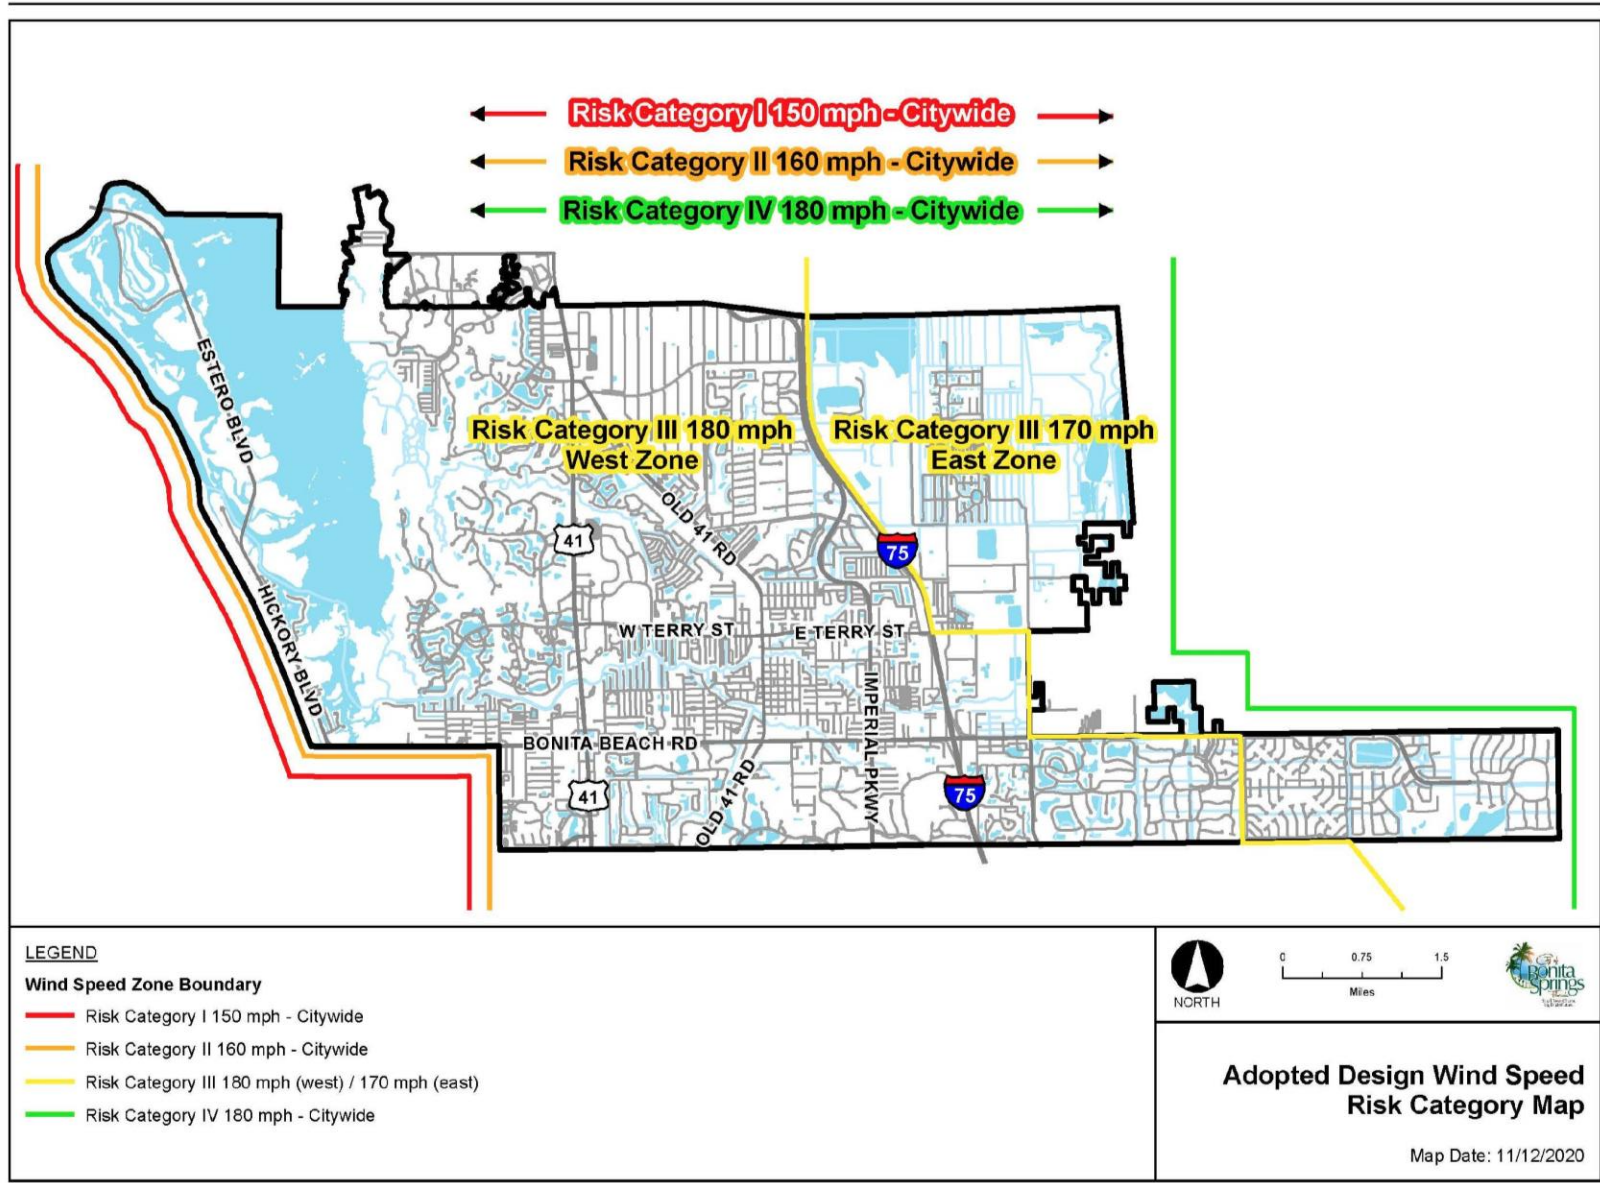 Risk Category I 150 mph - Citywide
Risk Category II 160 mph - Citywide
Risk Category IV 180 mph - Citywide
Risk Category III 180 mph
West Zone
Risk Category III 170 mph
East Zone
ESTERO BLVD
OLD 41 RD
41
75
HICKORY BLVD
W TERRY ST
E TERRY ST
IMPERIAL PKWY
BONITA BEACH RD
41
OLD 41 RD
75
LEGEND
Wind Speed Zone Boundary
Risk Category I 150 mph - Citywide
Risk Category II 160 mph - Citywide
Risk Category III 180 mph (west) / 170 mph (east)
Risk Category IV 180 mph - Citywide
NORTH
0 0.75 1.5
Miles
City of
Bonita
Springs
Adopted Design Wind Speed
Risk Category Map
Map Date: 11/12/2020